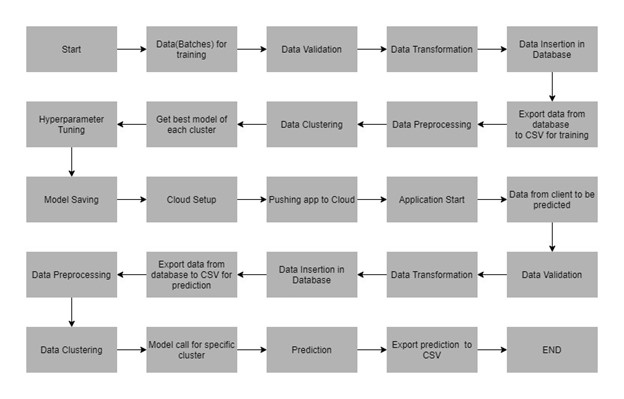 Start
Data(Batches) for
training
Data Validation
Data Transformation
Data Insertion in
Database
Hyperparameter
Tuning
Get best model of
each cluster
Data Clustering
Data Preprocessing
Export data from
database
to CSV for training
Model Saving
Cloud Setup
Pushing app to Cloud
Application Start
Data from client to be
predicted
Data Preprocessing
Export data from
database to CSV for
prediction
Data Insertion in
Database
Data Transformation
Data Validation
Data Clustering
Model call for specific
cluster
Prediction
Export prediction to
CSV
END